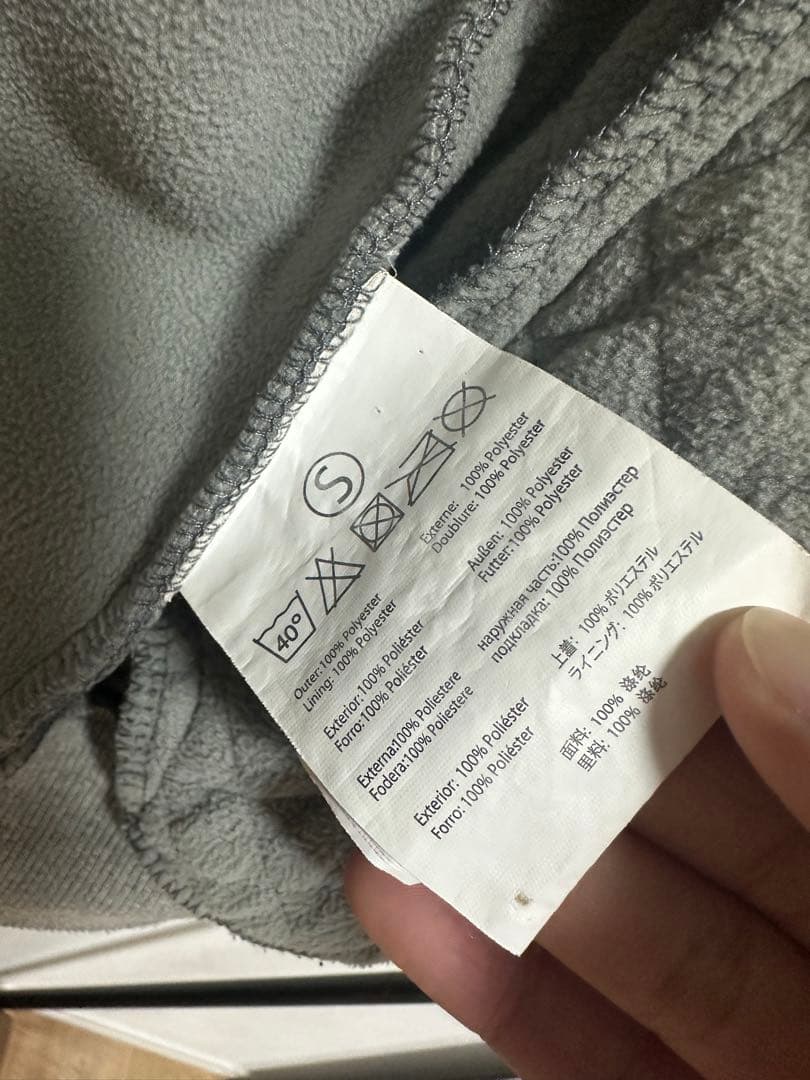 S
40°
Outer:100% Polyester
Lining: 100% Polyester
Exterior:100% Poliéster
Forro:100% Poliéster
Externa:100% Poliestere
Fodera:100% Poliestere
Exterior: 100% Poliéster
Forro: 100% Poliéster
Externe: 100% Polyester
Doublure: 100% Polyester
Außen: 100% Polyester
Futter:100% Polyester
наружная часть:100% Полиэстер
подкладка: 100% Полиэстер
上着: 100% ポリエステル
ライニング: 100% ポリエステル
面料: 100% 涤纶
里料: 100% 涤纶